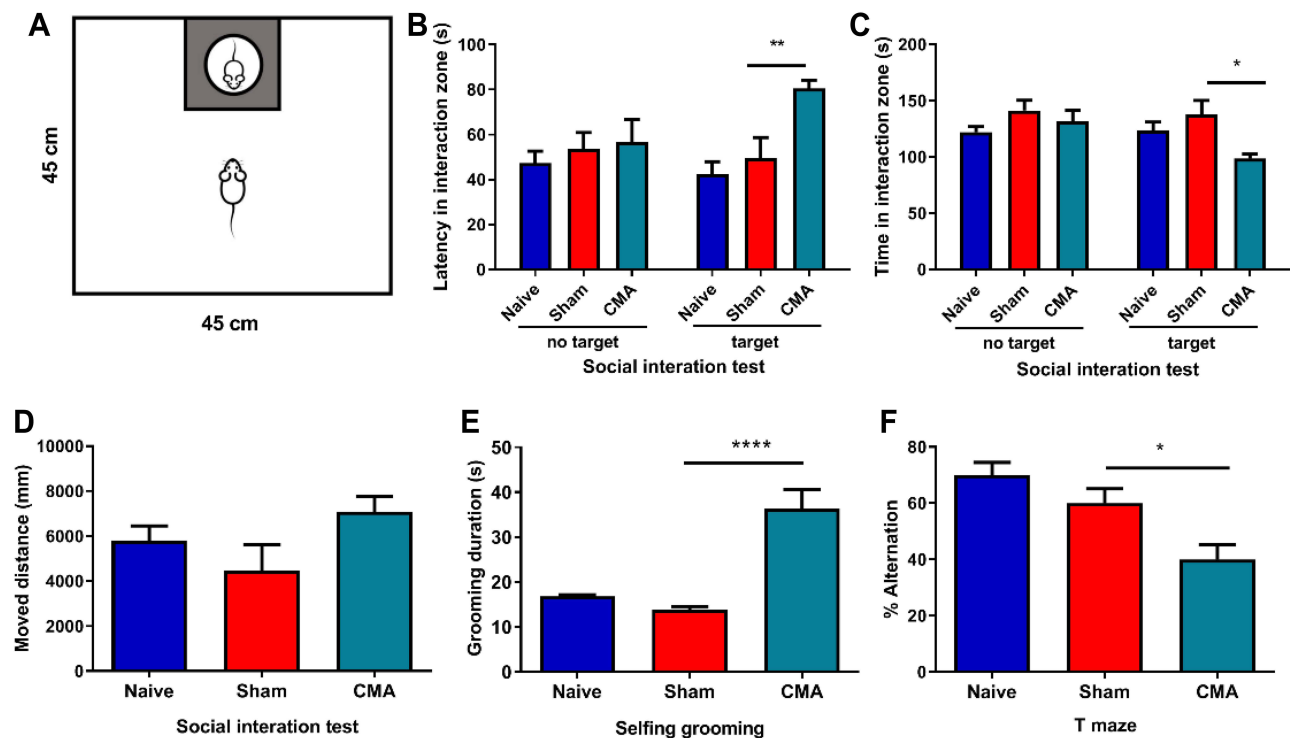 A
45 cm
45 cm
B
Latency in interaction zone (s)
100
80
60
40
20
0
**
Naive
Sham
CMA
Naive
Sham
CMA
no target
target
Social interation test
C
Time in interaction zone (s)
200
150
100
50
0
*
Naive
Sham
CMA
Naive
Sham
CMA
no target
target
Social interation test
D
Moved distance (mm)
10000
8000
6000
4000
2000
0
Naive
Sham
CMA
Social interation test
E
Grooming duration (s)
50
40
30
20
10
0
****
Naive
Sham
CMA
Selfing grooming
F
% Alternation
80
60
40
20
0
*
Naive
Sham
CMA
T maze